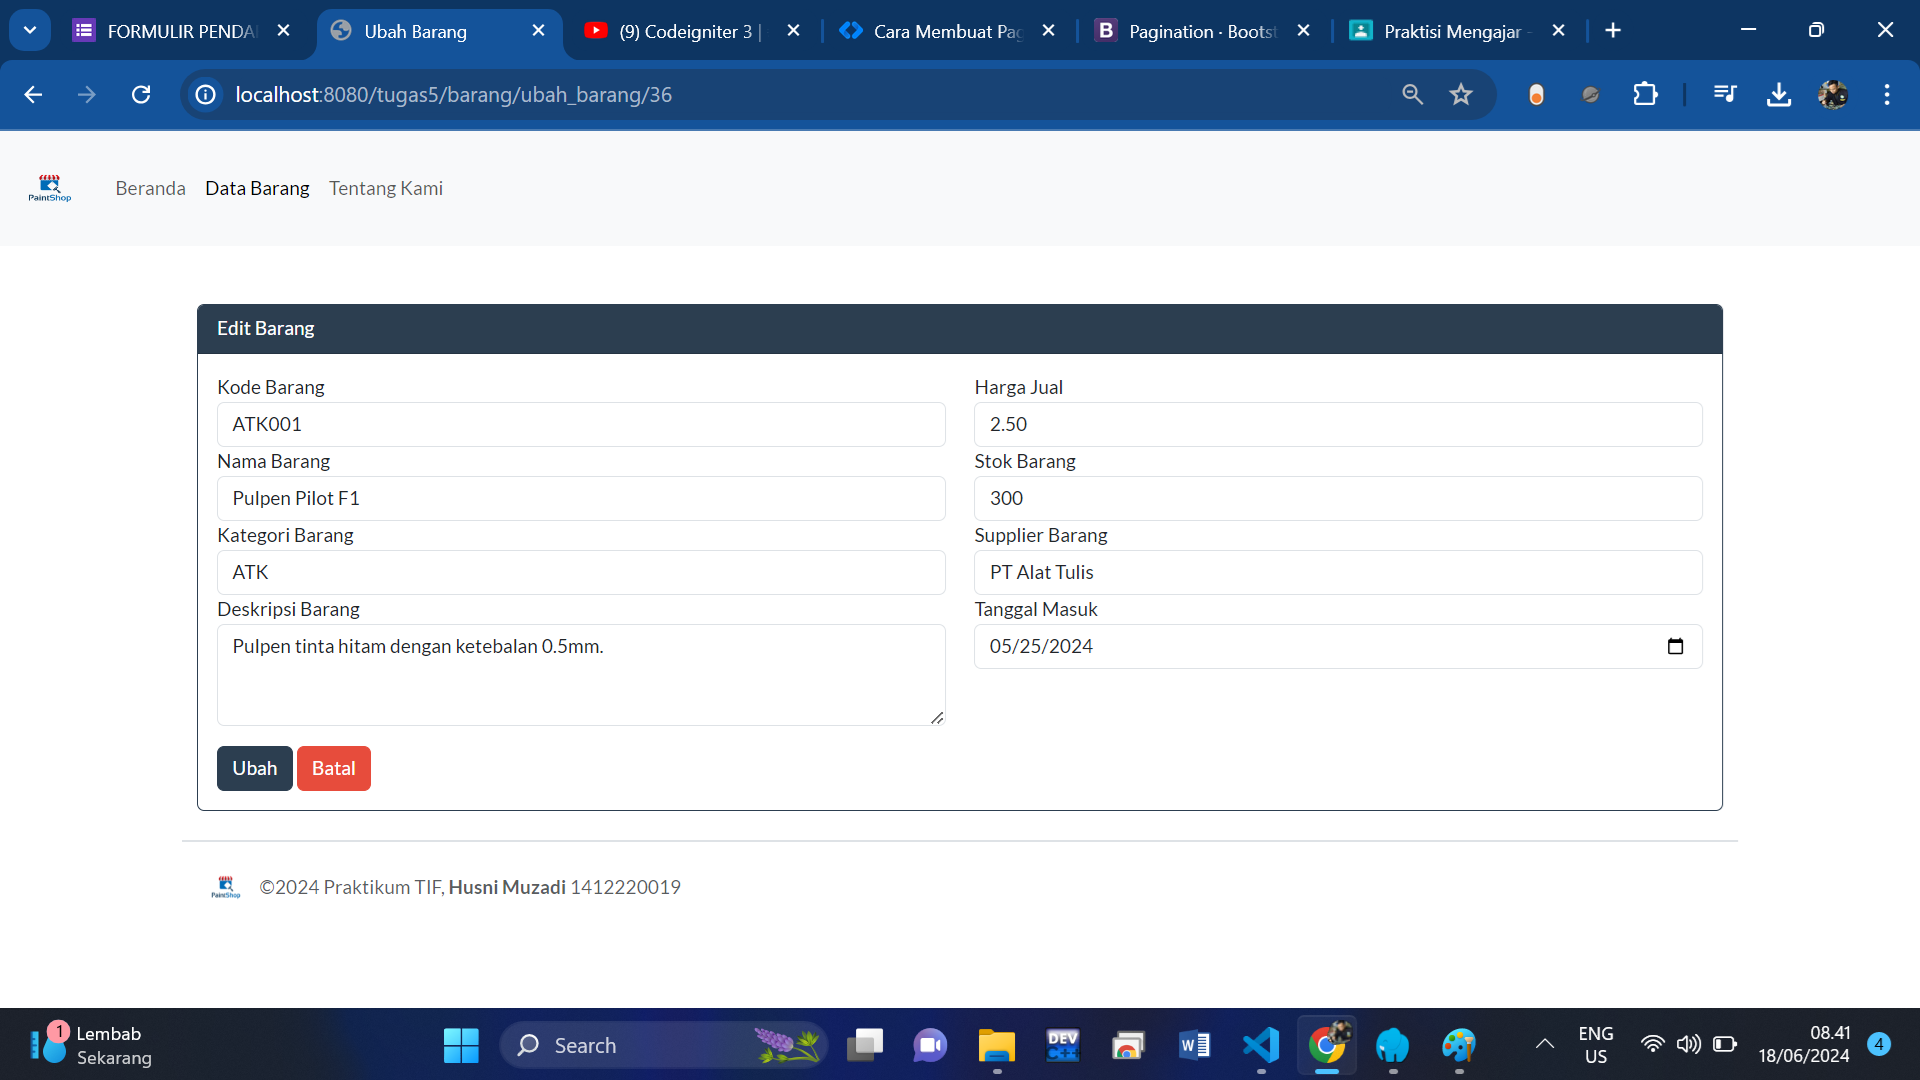 FORMULIR PENDA
Ubah Barang
(9) Codeigniter 3 |
Cara Membuat Pag
B
Pagination · Bootst
Praktisi Mengajar -
localhost:8080/tugas5/barang/ubah_barang/36
PaintShop
Beranda
Data Barang
Tentang Kami
Edit Barang
Kode Barang
ATK001
Nama Barang
Pulpen Pilot F1
Kategori Barang
ATK
Deskripsi Barang
Pulpen tinta hitam dengan ketebalan 0.5mm.
Harga Jual
2.50
Stok Barang
300
Supplier Barang
PT Alat Tulis
Tanggal Masuk
05/25/2024
Ubah
Batal
PaintShop
©2024 Praktikum TIF, Husni Muzadi 1412220019
1
Lembab
Sekarang
Search
DEV
C++
W
ENG
US
08.41
18/06/2024
4